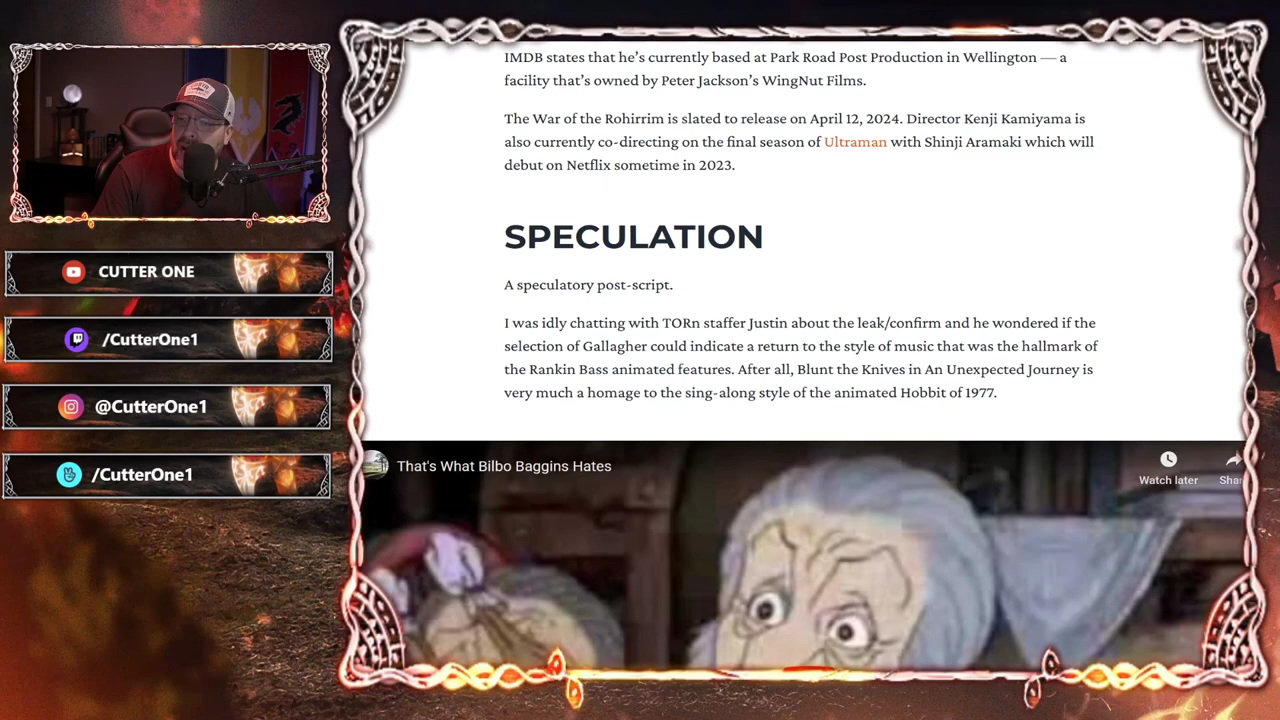 CUTTER ONE
/CutterOne1
@CutterOne1
/CutterOne1
IMDB states that he's currently based at Park Road Post Production in Wellington — a
facility that's owned by Peter Jackson's WingNut Films.
The War of the Rohirrim is slated to release on April 12, 2024. Director Kenji Kamiyama is
also currently co-directing on the final season of Ultraman with Shinji Aramaki which will
debut on Netflix sometime in 2023.
SPECULATION
A speculatory post-script.
I was idly chatting with TORn staffer Justin about the leak/confirm and he wondered if the
selection of Gallagher could indicate a return to the style of music that was the hallmark of
the Rankin Bass animated features. After all, Blunt the Knives in An Unexpected Journey is
very much a homage to the sing-along style of the animated Hobbit of 1977.
That's What Bilbo Baggins Hates
Watch later